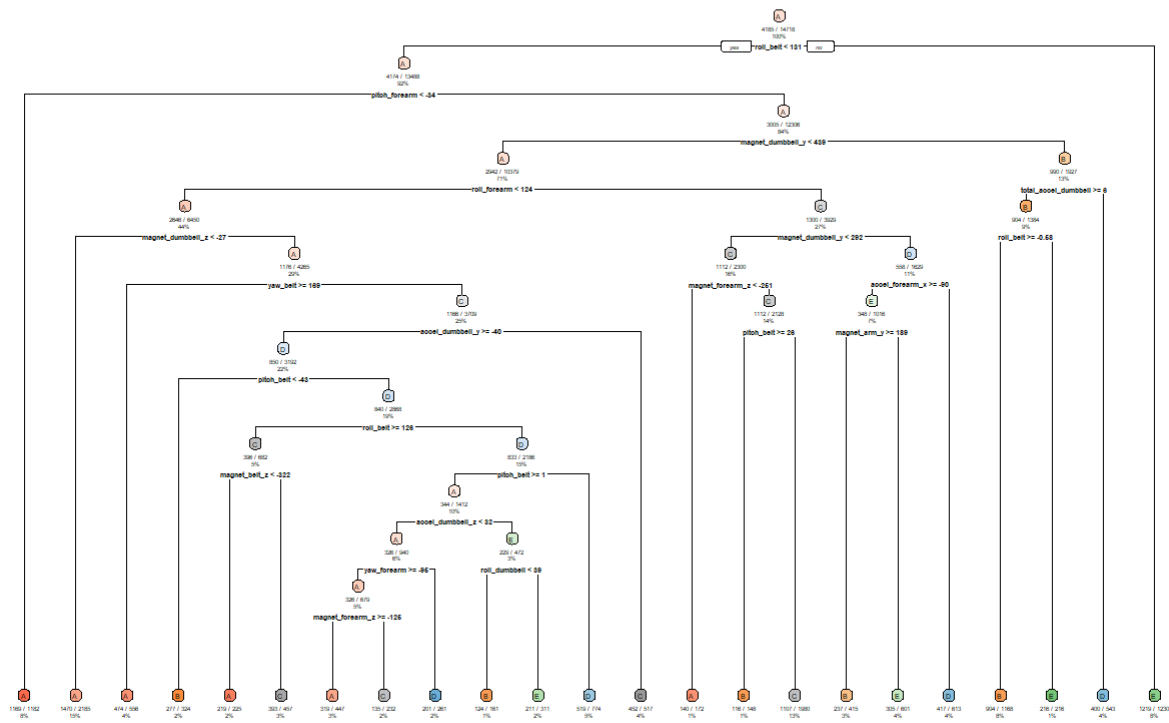 A
4185 / 14718
100%
yes roll_belt < 131 no
A
4174 / 13488
92%
pitch_forearm < -34
A
3005 / 12306
84%
magnet_dumbbell_y < 439
A
2942 / 10379
71%
B
990 / 1927
13%
roll_forearm < 124
total_accel_dumbbell >= 6
A
2646 / 6450
44%
C
1300 / 3929
27%
B
904 / 1384
9%
magnet_dumbbell_z < -27
magnet_dumbbell_y < 292
roll_belt >= -0.58
A
1176 / 4265
29%
C
1112 / 2300
16%
D
556 / 1629
11%
yaw_belt >= 169
magnet_forearm_z < -251
accel_forearm_x >= -90
C
1166 / 3709
25%
C
1112 / 2128
14%
E
348 / 1016
7%
accel_dumbbell_y >= -40
pitch_belt >= 26
magnet_arm_y >= 189
D
850 / 3192
22%
pitch_belt < -43
D
840 / 2868
19%
roll_belt >= 126
C
396 / 682
5%
D
833 / 2186
15%
magnet_belt_z < -322
pitch_belt >= 1
A
344 / 1412
10%
accel_dumbbell_z < 32
A
326 / 940
6%
E
229 / 472
3%
yaw_forearm >= -95
roll_dumbbell < 39
A
326 / 679
5%
magnet_forearm_z >= -125
A A A B A C A C D B E D C A B C B E D B E D E
1169 / 1182 1470 / 2185 474 / 556 277 / 324 219 / 225 393 / 457 319 / 447 135 / 232 201 / 261 124 / 161 211 / 311 519 / 774 452 / 517 140 / 172 116 / 148 1107 / 1980 237 / 415 305 / 601 417 / 613 904 / 1168 216 / 216 400 / 543 1219 / 1230
8% 15% 4% 2% 2% 3% 3% 2% 2% 1% 2% 5% 4% 1% 1% 13% 3% 4% 4% 8% 1% 4% 8%